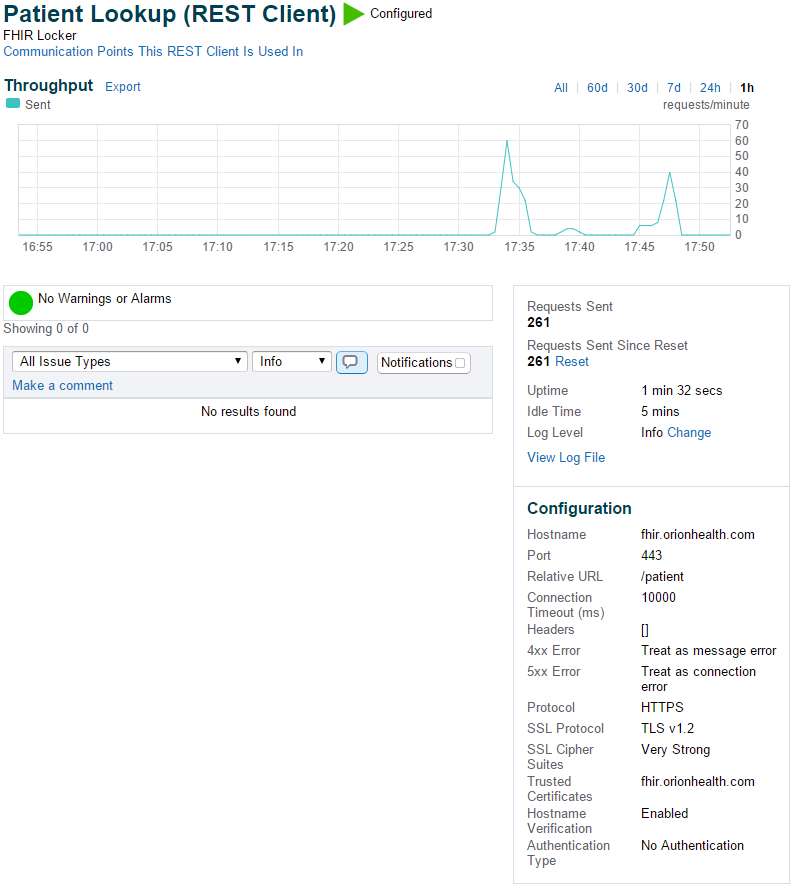 Patient Lookup (REST Client) Configured
FHIR Locker
Communication Points This REST Client Is Used In
Throughput Export
All 60d 30d 7d 24h 1h
Sent
requests/minute
70
60
50
40
30
20
10
0
16:55 17:00 17:05 17:10 17:15 17:20 17:25 17:30 17:35 17:40 17:45 17:50
No Warnings or Alarms
Showing 0 of 0
All Issue Types Info Notifications
Make a comment
No results found
Requests Sent
261
Requests Sent Since Reset
261 Reset
Uptime 1 min 32 secs
Idle Time 5 mins
Log Level Info Change
View Log File
Configuration
Hostname fhir.orionhealth.com
Port 443
Relative URL /patient
Connection 10000
Timeout (ms)
Headers []
4xx Error Treat as message error
5xx Error Treat as connection
error
Protocol HTTPS
SSL Protocol TLS v1.2
SSL Cipher Very Strong
Suites
Trusted fhir.orionhealth.com
Certificates
Hostname Enabled
Verification
Authentication No Authentication
Type